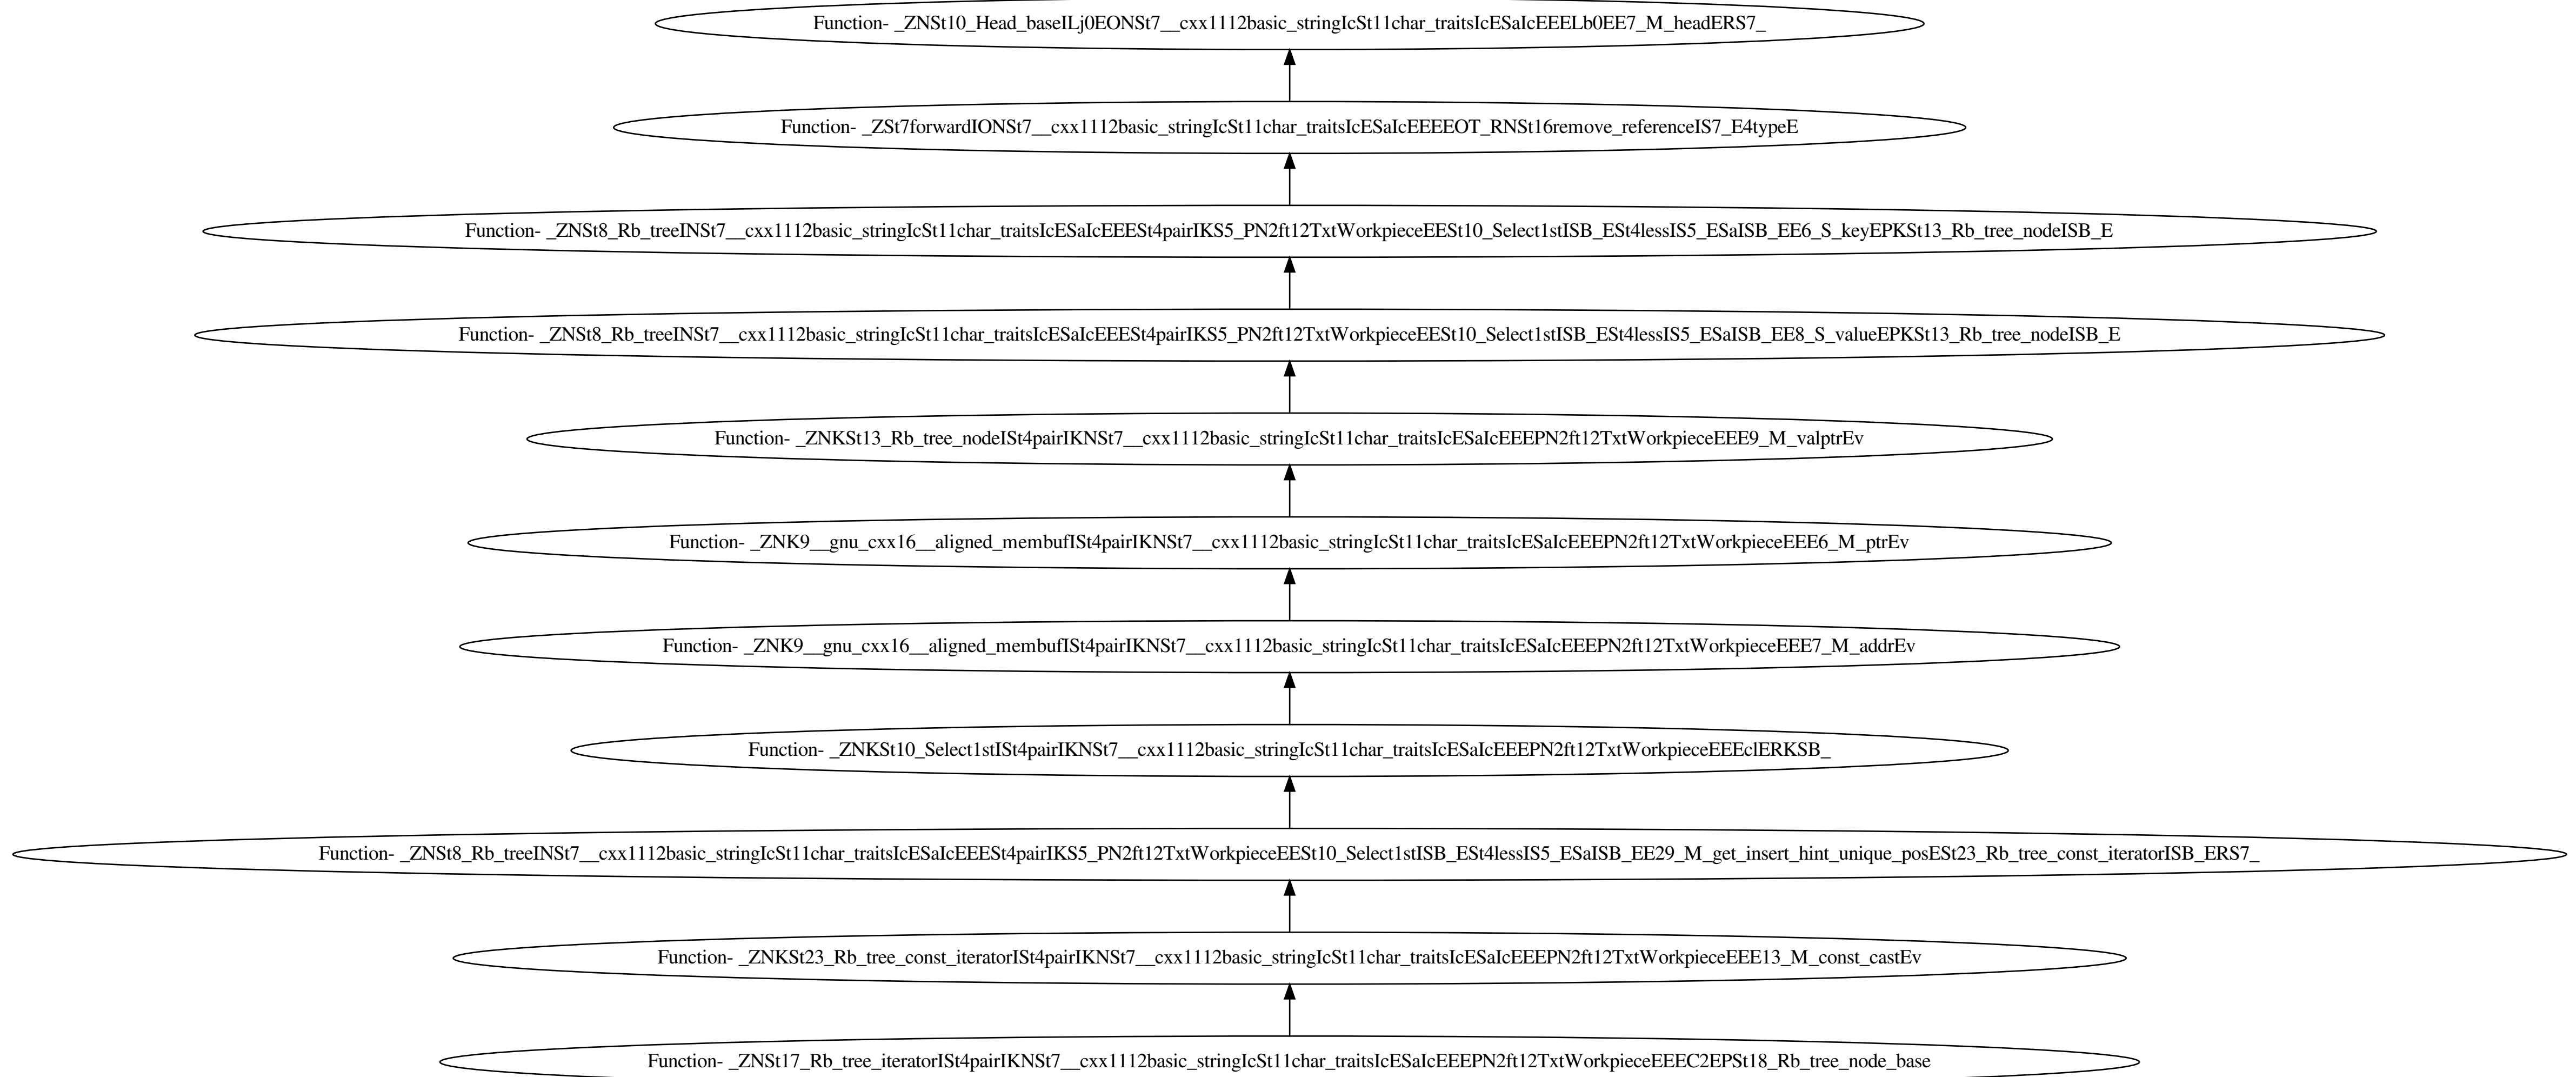 Function- _ZNSt10_Head_baseILj0EONSt7__cxx1112basic_stringIcSt11char_traitsIcESaIcEEELb0EE7_M_headERS7_
Function- _ZSt7forwardIONSt7__cxx1112basic_stringIcSt11char_traitsIcESaIcEEEEOT_RNSt16remove_referenceIS7_E4typeE
Function- _ZNSt8_Rb_treeINSt7__cxx1112basic_stringIcSt11char_traitsIcESaIcEEESt4pairIKS5_PN2ft12TxtWorkpieceEESt10_Select1stISB_ESt4lessIS5_ESaISB_EE6_S_keyEPKSt13_Rb_tree_nodeISB_E
Function- _ZNSt8_Rb_treeINSt7__cxx1112basic_stringIcSt11char_traitsIcESaIcEEESt4pairIKS5_PN2ft12TxtWorkpieceEESt10_Select1stISB_ESt4lessIS5_ESaISB_EE8_S_valueEPKSt13_Rb_tree_nodeISB_E
Function- _ZNKSt13_Rb_tree_nodeISt4pairIKNSt7__cxx1112basic_stringIcSt11char_traitsIcESaIcEEEPN2ft12TxtWorkpieceEEE9_M_valptrEv
Function- _ZNK9__gnu_cxx16__aligned_membufISt4pairIKNSt7__cxx1112basic_stringIcSt11char_traitsIcESaIcEEEPN2ft12TxtWorkpieceEEE6_M_ptrEv
Function- _ZNK9__gnu_cxx16__aligned_membufISt4pairIKNSt7__cxx1112basic_stringIcSt11char_traitsIcESaIcEEEPN2ft12TxtWorkpieceEEE7_M_addrEv
Function- _ZNKSt10_Select1stISt4pairIKNSt7__cxx1112basic_stringIcSt11char_traitsIcESaIcEEEPN2ft12TxtWorkpieceEEEclERKSB_
Function- _ZNSt8_Rb_treeINSt7__cxx1112basic_stringIcSt11char_traitsIcESaIcEEESt4pairIKS5_PN2ft12TxtWorkpieceEESt10_Select1stISB_ESt4lessIS5_ESaISB_EE29_M_get_insert_hint_unique_posESt23_Rb_tree_const_iteratorISB_ERS7_
Function- _ZNKSt23_Rb_tree_const_iteratorISt4pairIKNSt7__cxx1112basic_stringIcSt11char_traitsIcESaIcEEEPN2ft12TxtWorkpieceEEE13_M_const_castEv
Function- _ZNSt17_Rb_tree_iteratorISt4pairIKNSt7__cxx1112basic_stringIcSt11char_traitsIcESaIcEEEPN2ft12TxtWorkpieceEEEC2EPSt18_Rb_tree_node_base